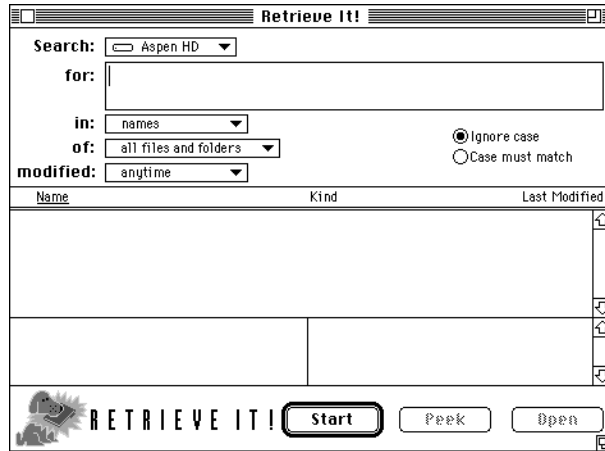 Retrieve It!
Search: Aspen HD
for:
in: names
of: all files and folders
modified: anytime
Ignore case
Case must match
Name Kind Last Modified
RETRIEVE IT! Start Peek Open